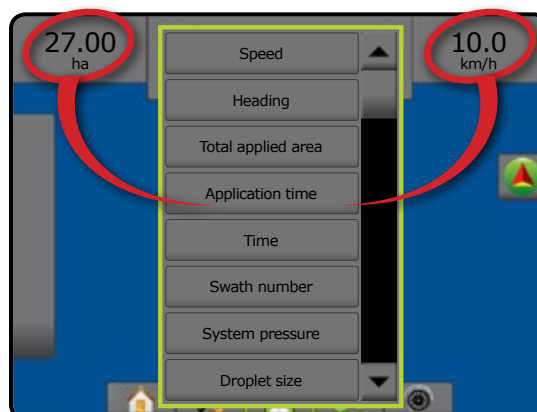 27.00
ha
10.0
km/h
Speed
Heading
Total applied area
Application time
Time
Swath number
System pressure
Droplet size